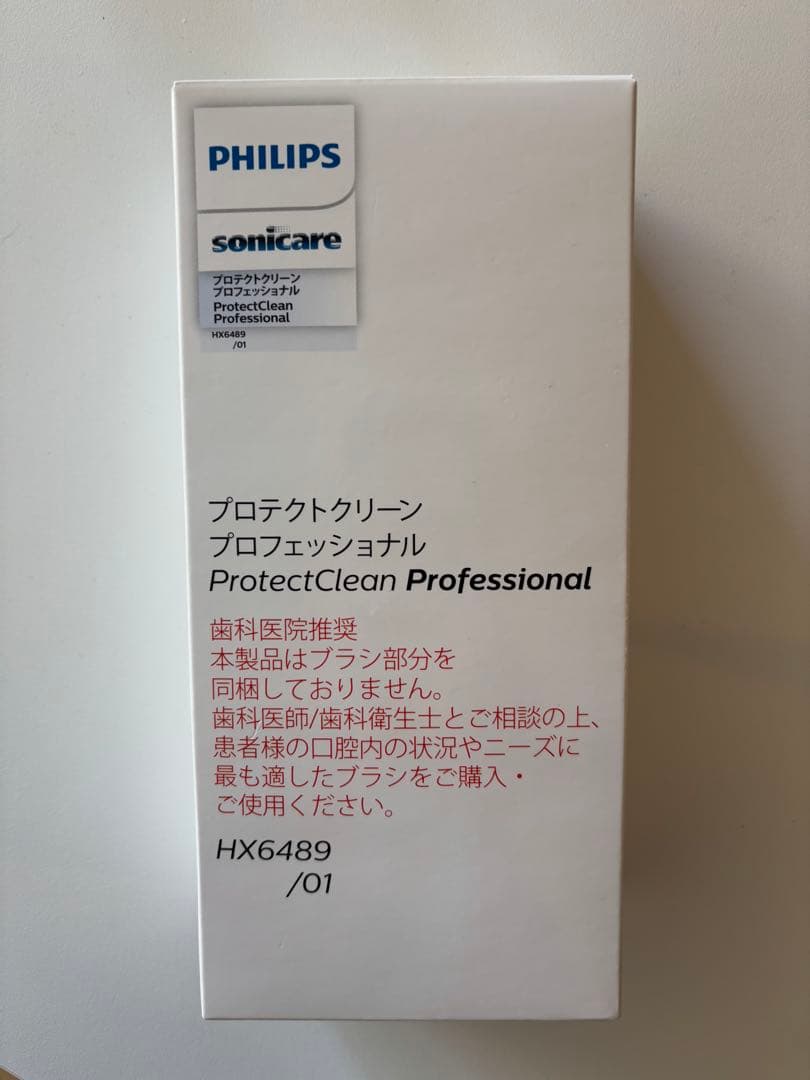 PHILIPS
sonicare
プロテクトクリーン
プロフェッショナル
ProtectClean
Professional
HX6489
/01
プロテクトクリーン
プロフェッショナル
ProtectClean Professional
歯科医院推奨
本製品はブラシ部分を
同梱しておりません。
歯科医師/歯科衛生士とご相談の上、
患者様の口腔内の状況やニーズに
最も適したブラシをご購入・
ご使用ください。
HX6489
/01